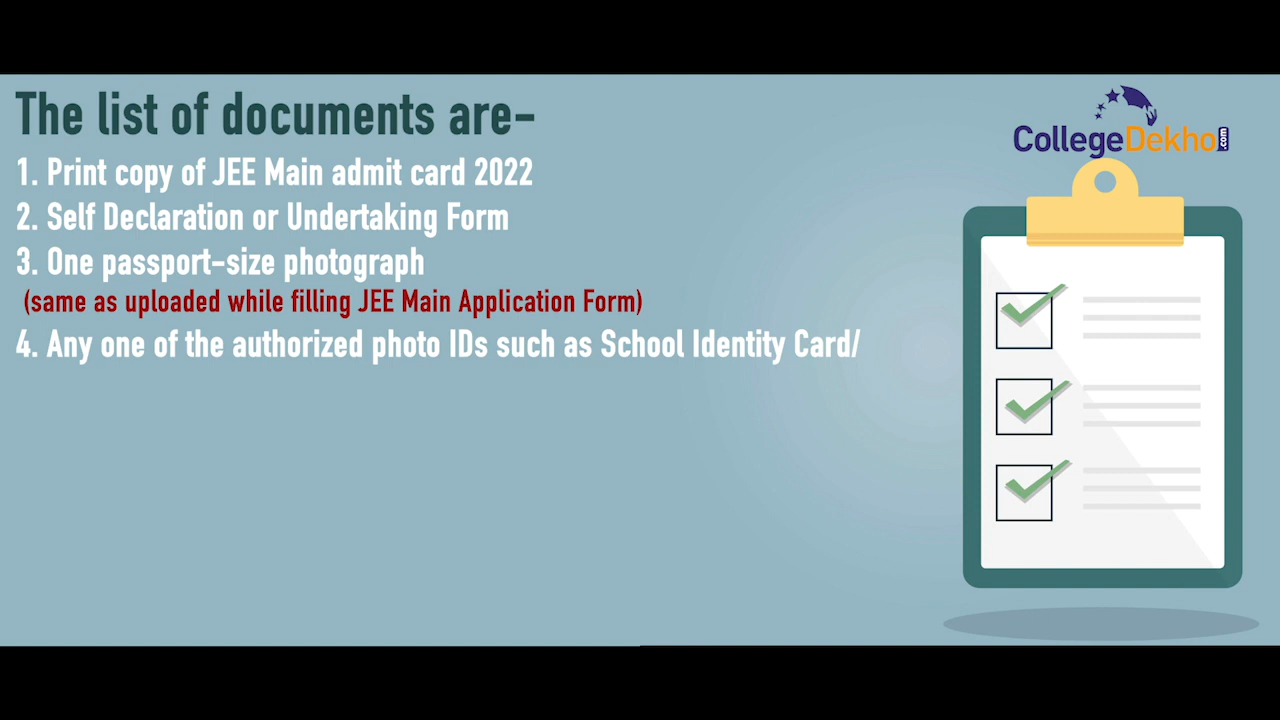 The list of documents are-
1. Print copy of JEE Main admit card 2022
2. Self Declaration or Undertaking Form
3. One passport-size photograph
(same as uploaded while filling JEE Main Application Form)
4. Any one of the authorized photo IDs such as School Identity Card/
CollegeDekho.com